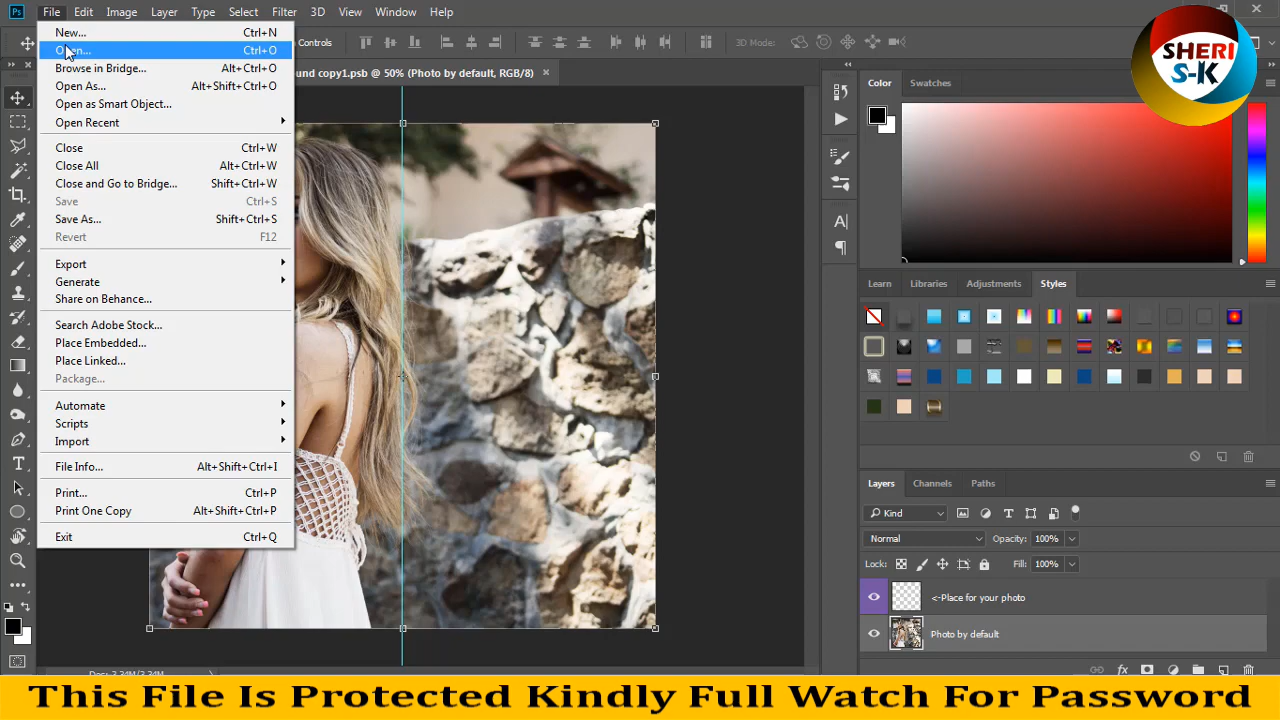 Ps File Edit Image Layer Type Select Filter 3D View Window Help
New... Ctrl+N
Open... Ctrl+O
Browse in Bridge... Alt+Ctrl+O
Open As... Alt+Shift+Ctrl+O
Open as Smart Object...
Open Recent
Close Ctrl+W
Close All Alt+Ctrl+W
Close and Go to Bridge... Shift+Ctrl+W
Save Ctrl+S
Save As... Shift+Ctrl+S
Revert F12
Export
Generate
Share on Behance...
Search Adobe Stock...
Place Embedded...
Place Linked...
Package...
Automate
Scripts
Import
File Info... Alt+Shift+Ctrl+I
Print... Ctrl+P
Print One Copy Alt+Shift+Ctrl+P
Exit Ctrl+Q
Controls
3D Mode:
und copy1.psb @ 50% (Photo by default, RGB/8)
SHERI
S-K
Color Swatches
Learn Libraries Adjustments Styles
Layers Channels Paths
Kind
Normal Opacity: 100%
Lock: Fill: 100%
<-Place for your photo
Photo by default
This File Is Protected Kindly Full Watch For Password